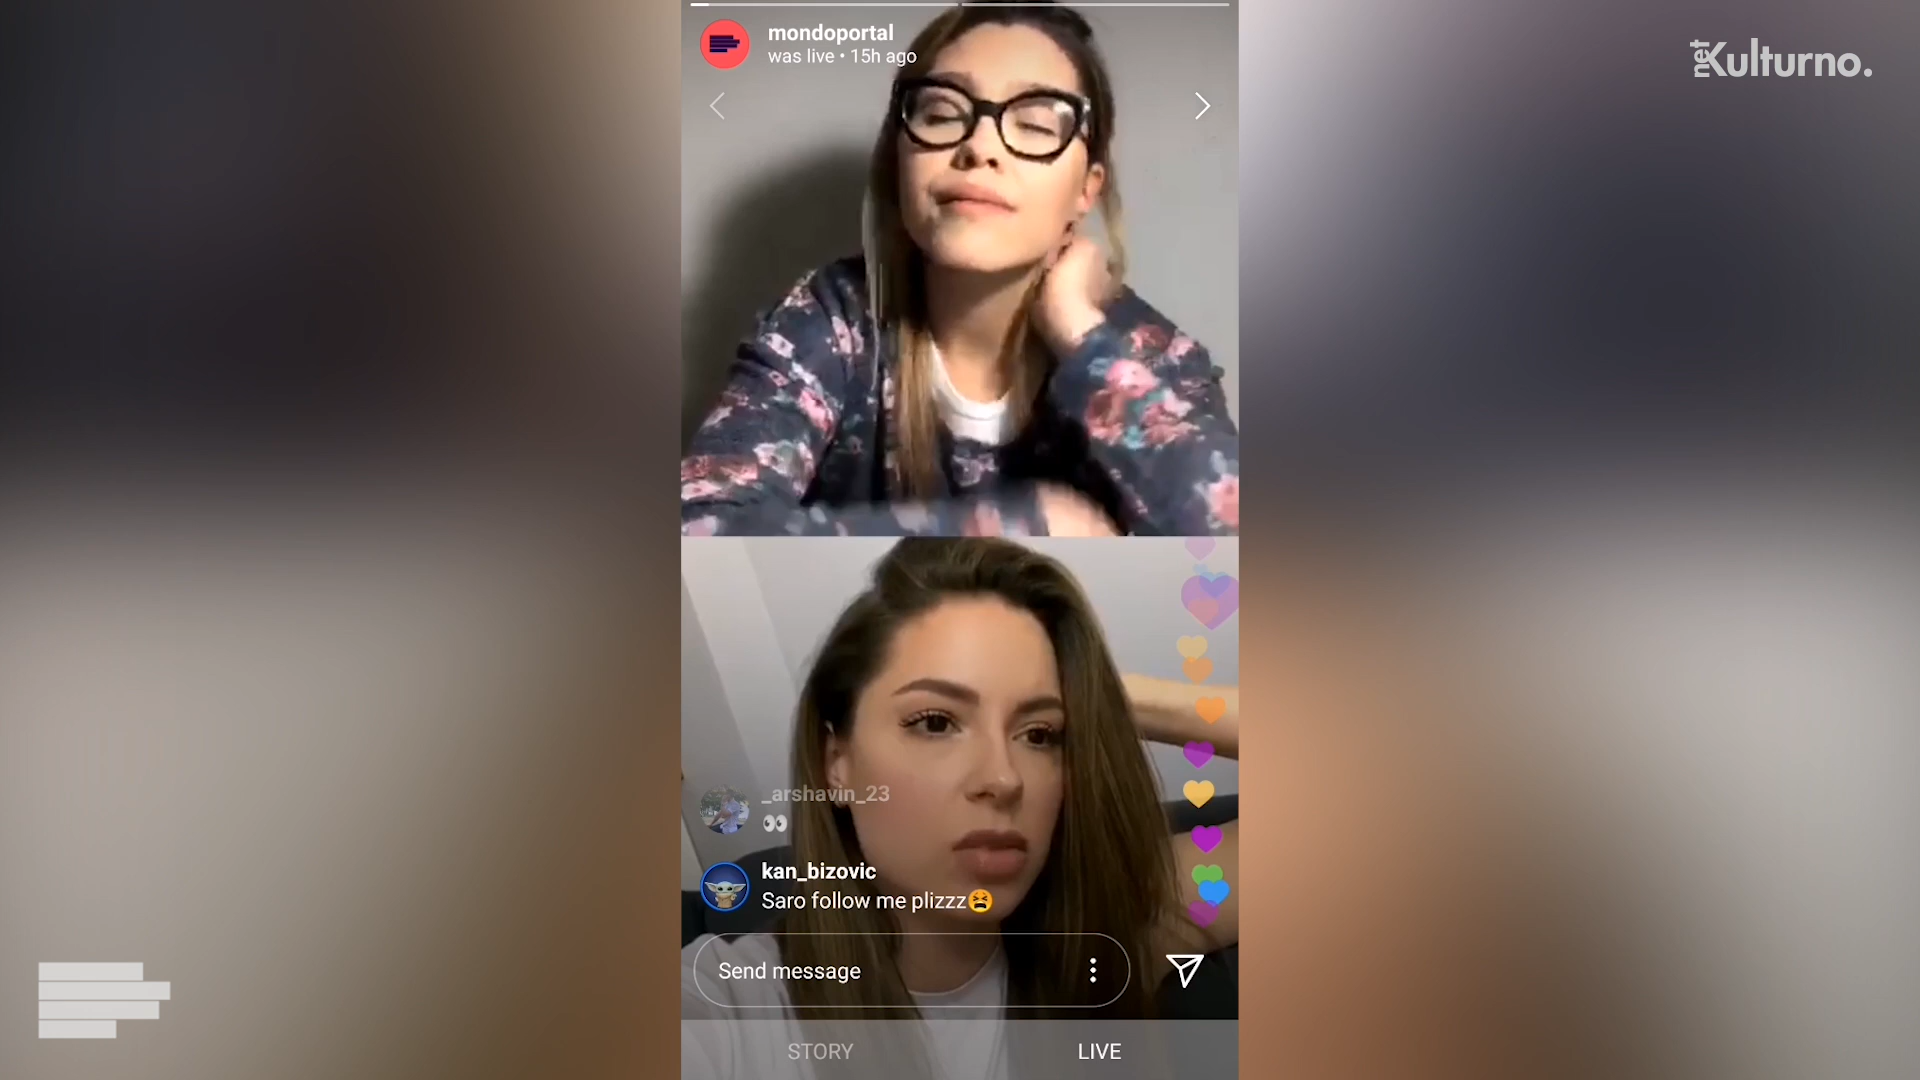 mondoportal
was live • 15h ago
netKulturno.
_arshavin_23
👀
kan_bizovic
Saro follow me plizzz😫
Send message
STORY
LIVE